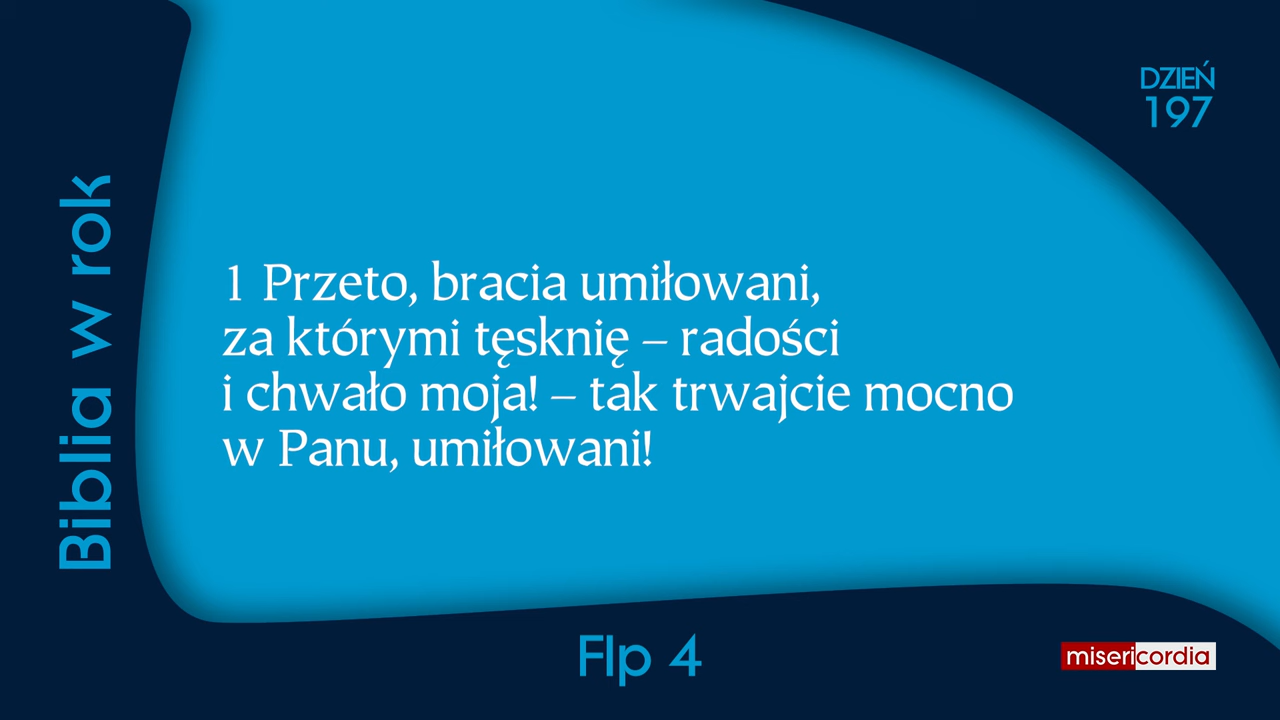 DZIEŃ
197
Biblia w rok
1 Przeto, bracia umiłowani,
za którymi tęsknię – radości
i chwało moja! – tak trwajcie mocno
w Panu, umiłowani!
Flp 4
misericordia